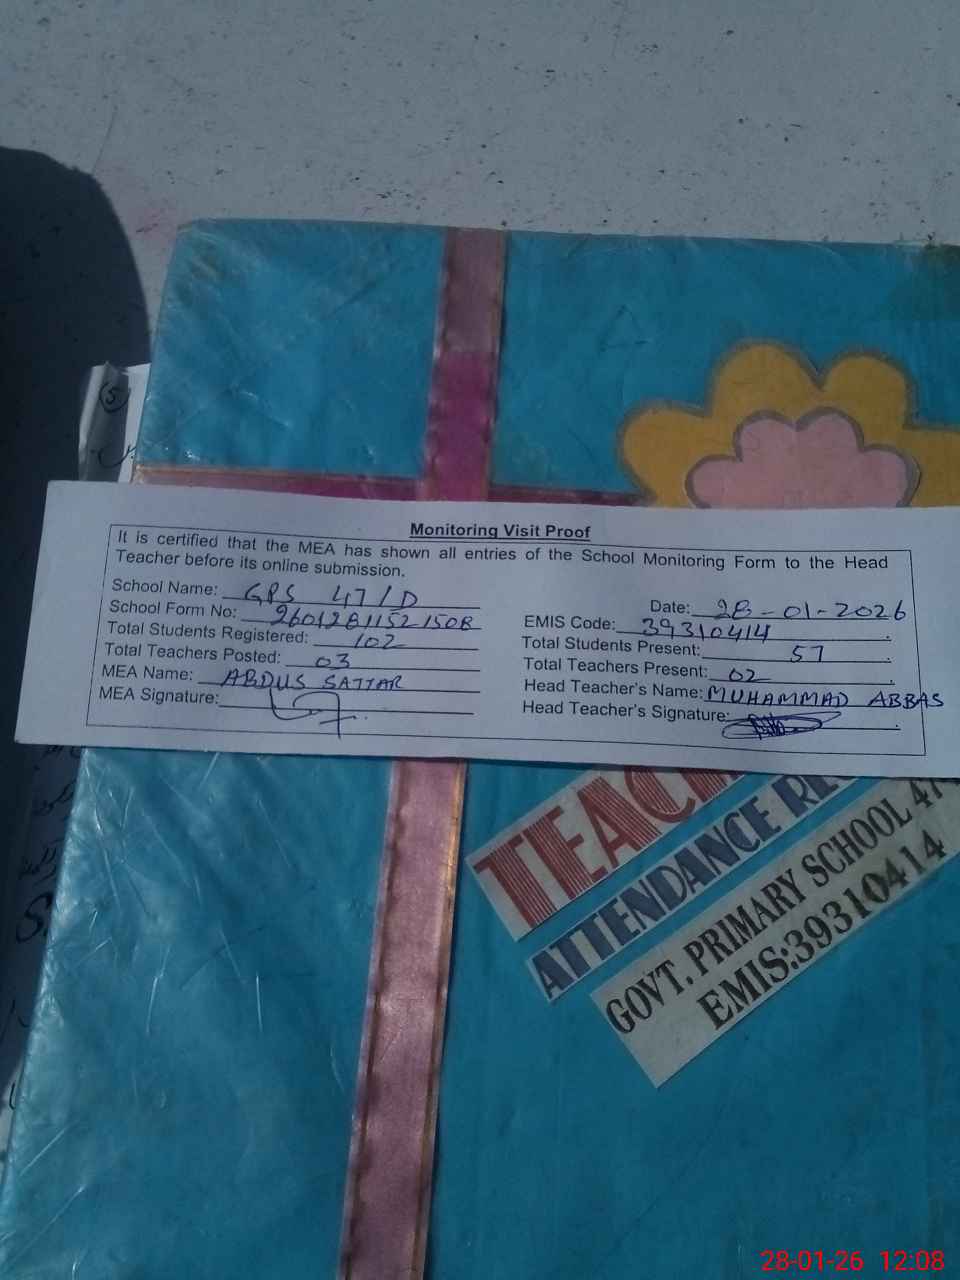 5
Monitoring Visit Proof
It is certified that the MEA has shown all entries of the School Monitoring Form to the Head
Teacher before its online submission.
School Name: GPS 47/D
Date: 28-01-2026
School Form No: 26012811521508
EMIS Code: 39310414
Total Students Registered: 102
Total Students Present: 57
Total Teachers Posted: 03
Total Teachers Present: 02
MEA Name: ABDUS SATTAR
Head Teacher's Name: MUHAMMAD ABBAS
MEA Signature:
Head Teacher's Signature:
TEACH
ATTENDANCE RE
GOVT. PRIMARY SCHOOL 47
EMIS:39310414
28-01-26 12:08